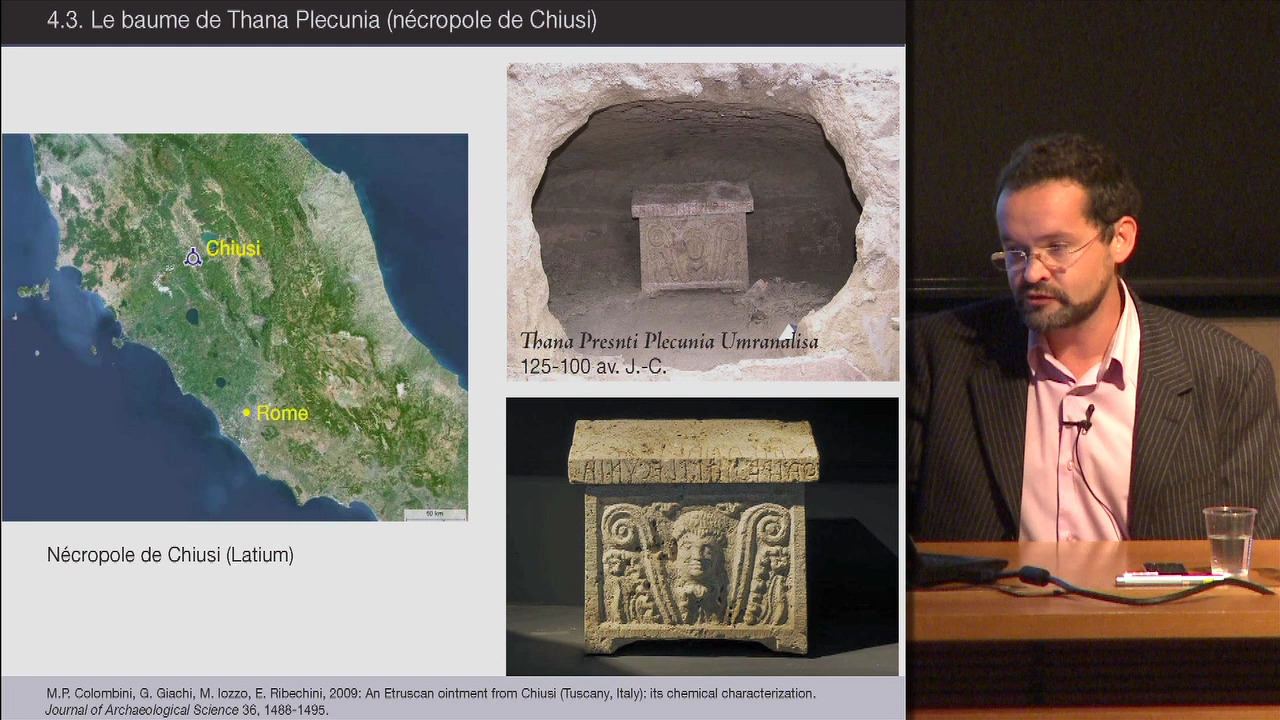 4.3. Le baume de Thana Plecunia (nécropole de Chiusi)
Chiusi
Rome
50 km
Thana Presnti Plecunia Umranalisa
125-100 av. J.-C.
Nécropole de Chiusi (Latium)
M.P. Colombini, G. Giachi, M. Iozzo, E. Ribechini, 2009: An Etruscan ointment from Chiusi (Tuscany, Italy): its chemical characterization.
Journal of Archaeological Science 36, 1488-1495.